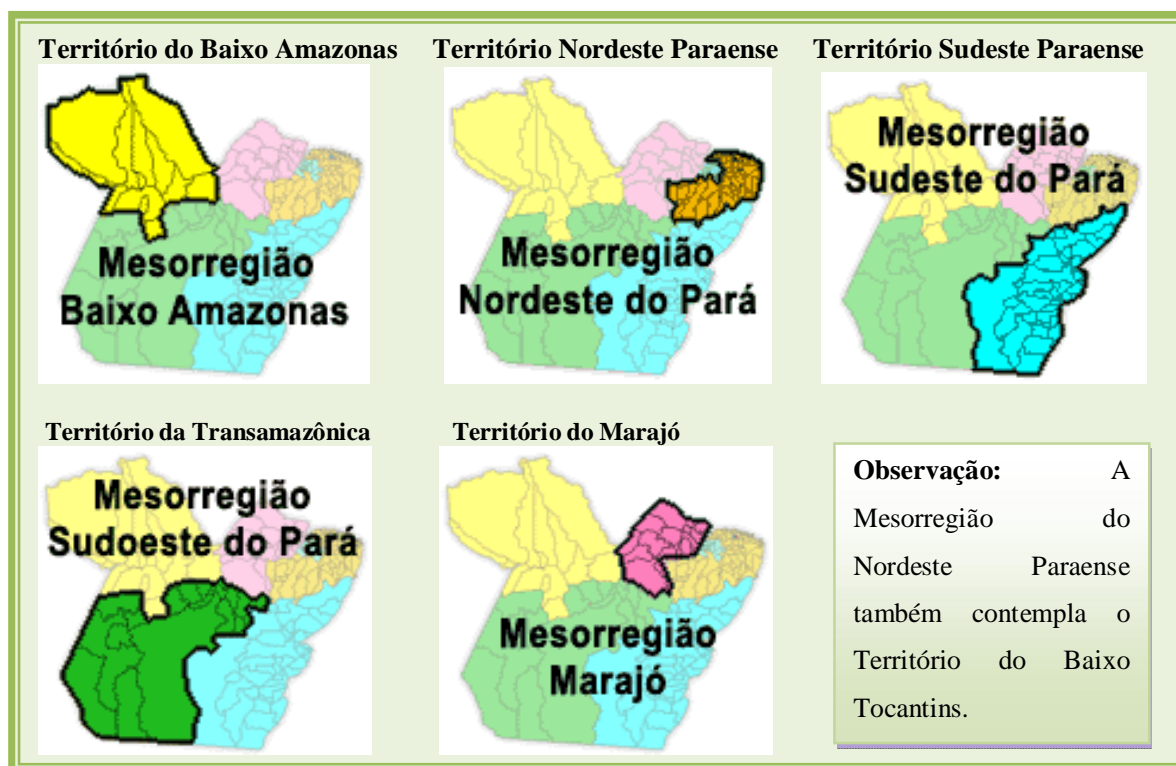 Território do Baixo Amazonas
Território Nordeste Paraense
Território Sudeste Paraense
Mesorregião
Baixo Amazonas
Mesorregião
Nordeste do Pará
Mesorregião
Sudeste do Pará
Território da Transamazônica
Território do Marajó
Mesorregião
Sudoeste do Pará
Mesorregião
Marajó
Observação: A
Mesorregião do
Nordeste Paraense
também contempla o
Território do Baixo
Tocantins.